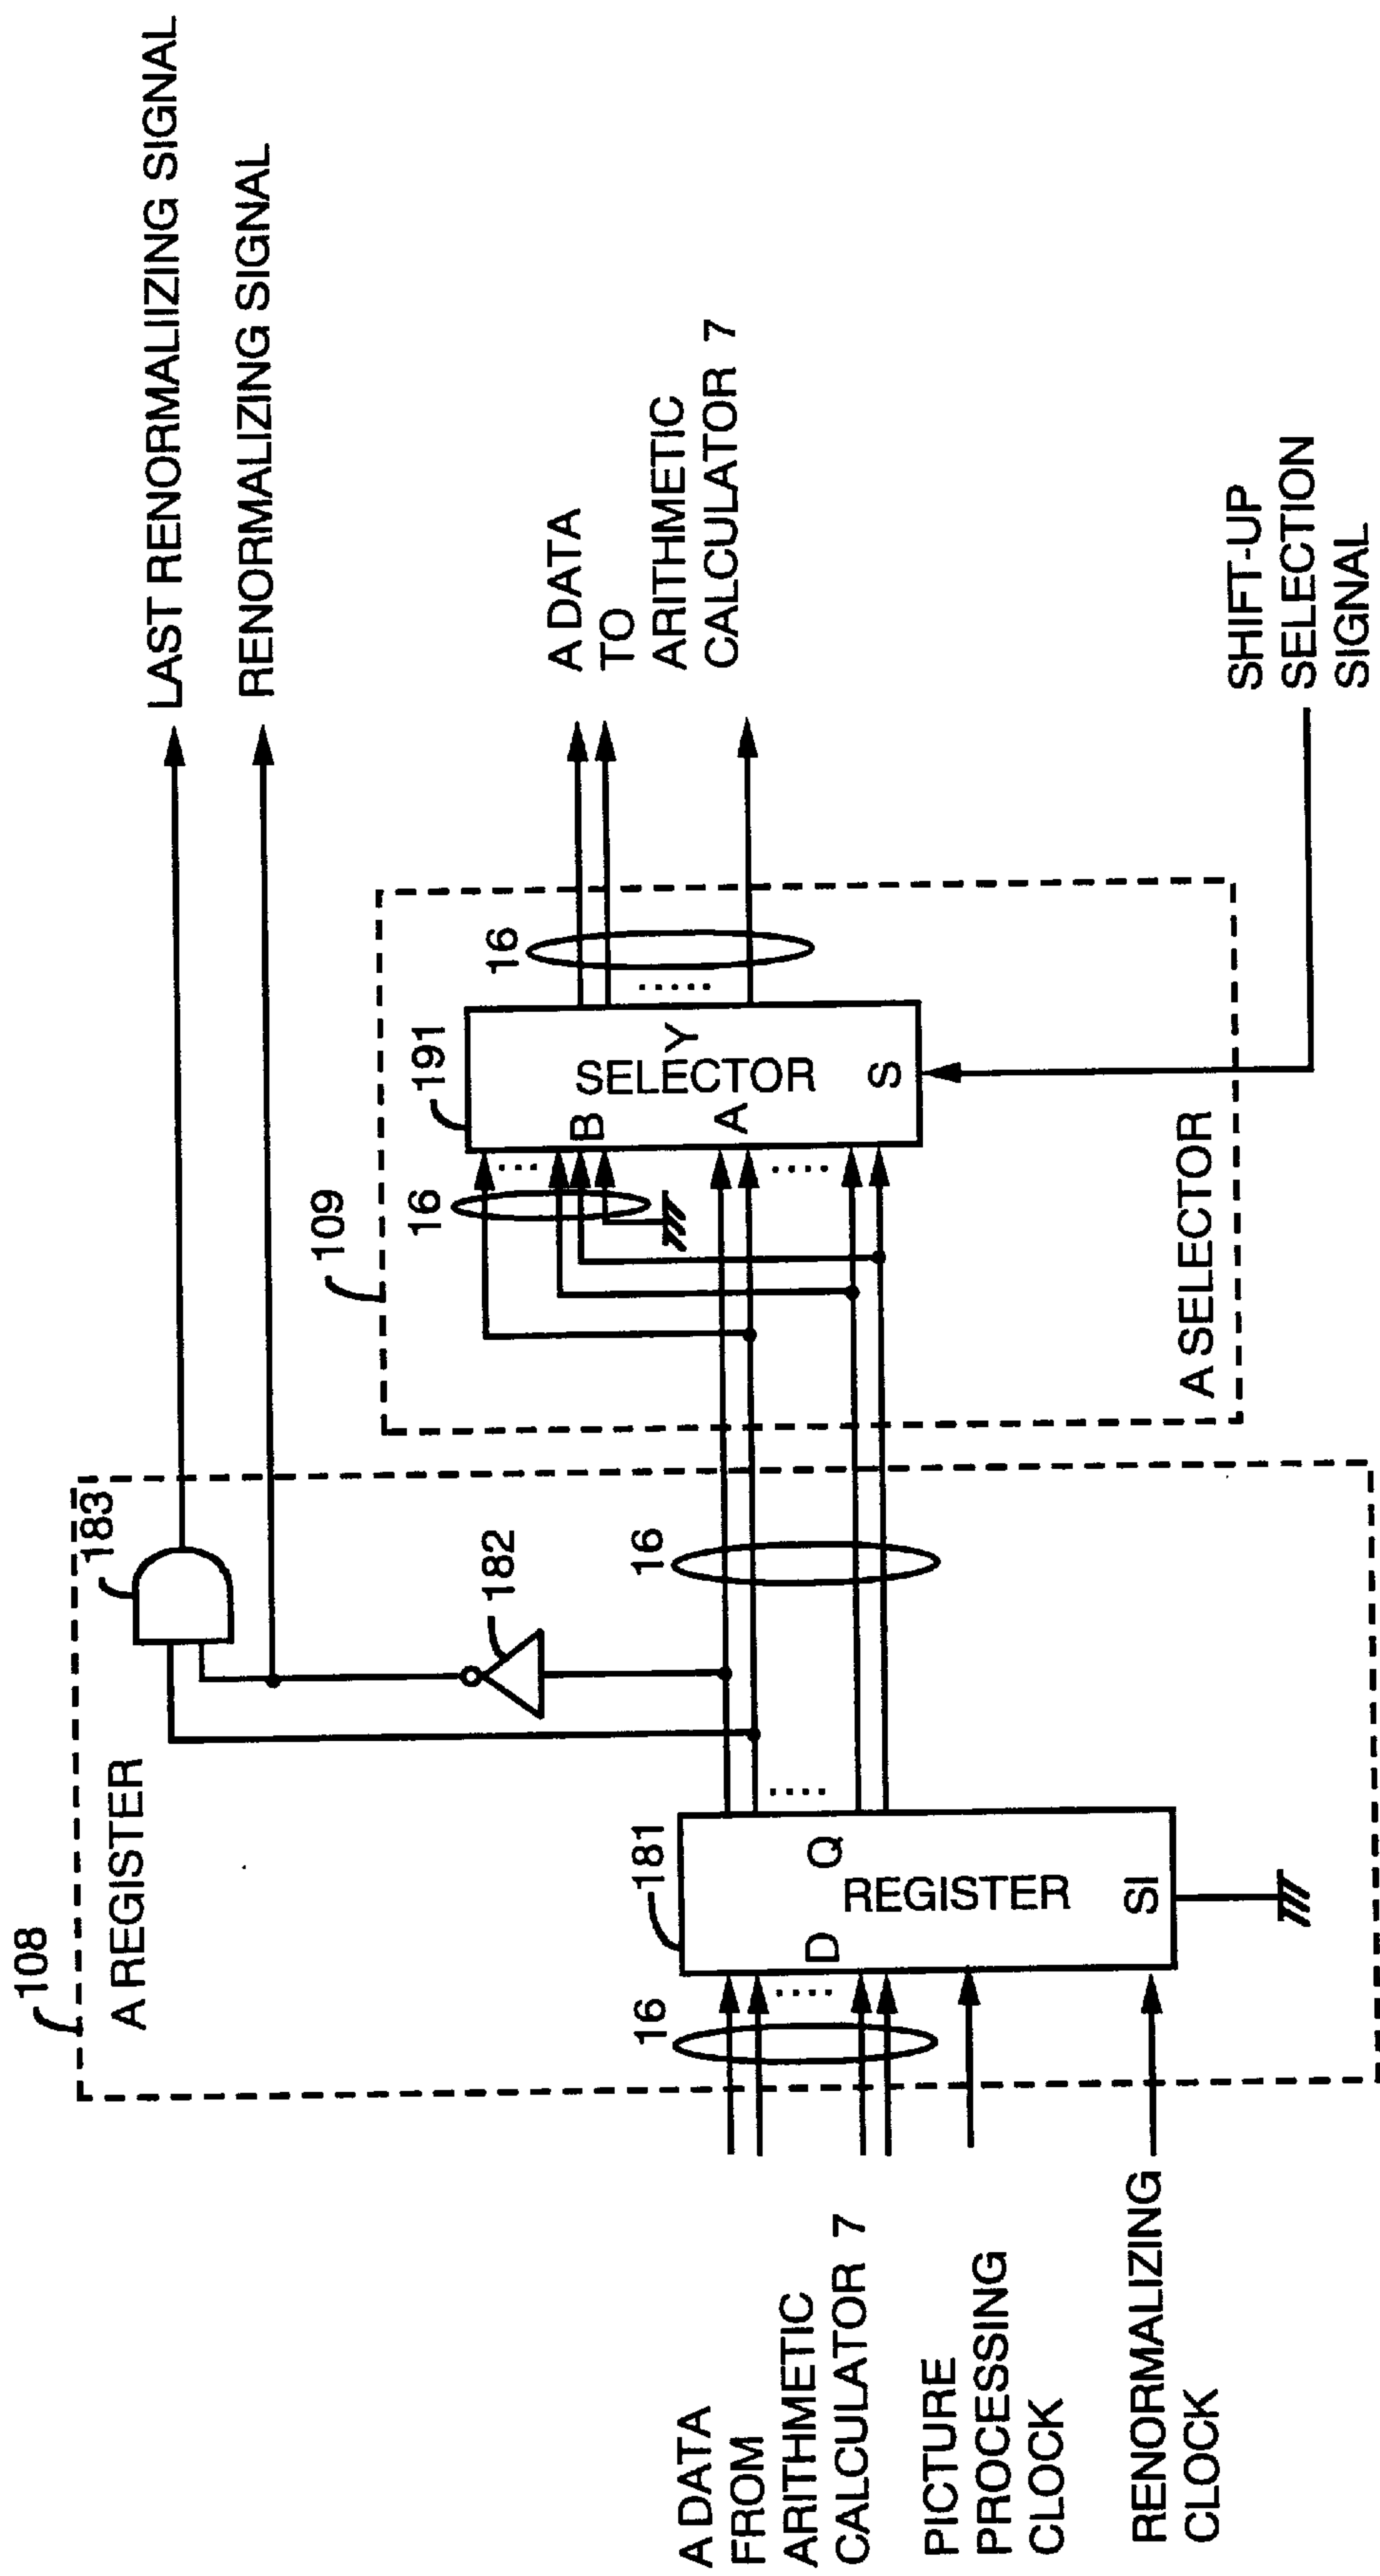 108
A REGISTER
183
LAST RENORMALIIZING SIGNAL
RENORMALIZING SIGNAL
182
16
109
16
191
16
B
Y
SELECTOR
A
S
A SELECTOR
A DATA
TO
ARITHMETIC
CALCULATOR 7
SHIFT-UP
SELECTION
SIGNAL
16
181
D
Q
REGISTER
SI
A DATA
FROM
ARITHMETIC
CALCULATOR 7
PICTURE
PROCESSING
CLOCK
RENORMALIZING
CLOCK